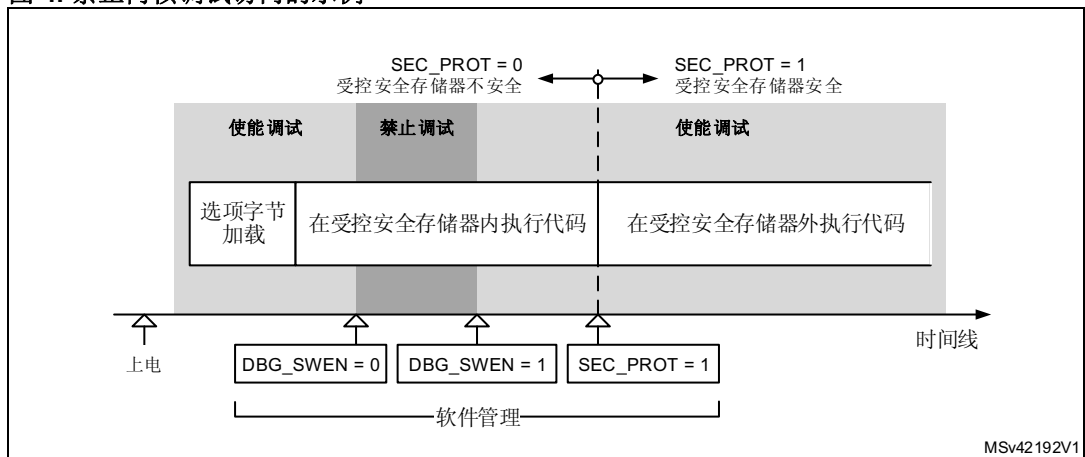 SEC_PROT = 0
受控安全存储器不安全
SEC_PROT = 1
受控安全存储器安全
使能调试
禁止调试
使能调试
选项字节
加载
在受控安全存储器内执行代码
在受控安全存储器外执行代码
时间线
上电
DBG_SWEN = 0
DBG_SWEN = 1
SEC_PROT = 1
软件管理
MSv42192V1